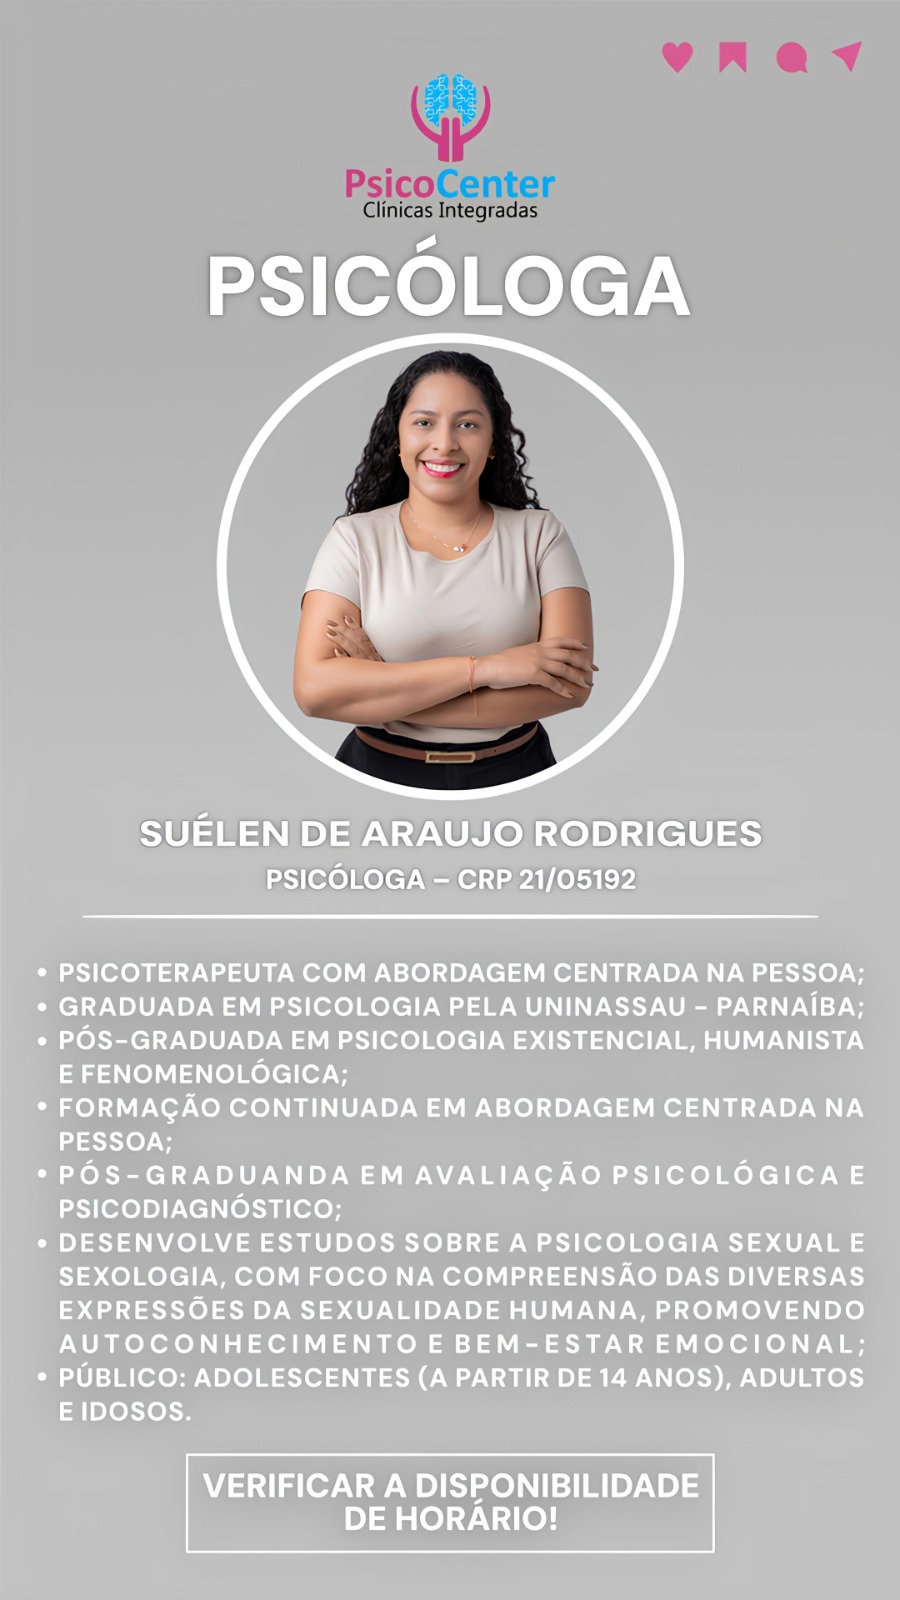 PsicoCenter
Clínicas Integradas
PSICÓLOGA
SUÉLEN DE ARAUJO RODRIGUES
PSICÓLOGA – CRP 21/05192
• PSICOTERAPEUTA COM ABORDAGEM CENTRADA NA PESSOA;
• GRADUADA EM PSICOLOGIA PELA UNINASSAU - PARNAÍBA;
• PÓS-GRADUADA EM PSICOLOGIA EXISTENCIAL, HUMANISTA
E FENOMENOLÓGICA;
• FORMAÇÃO CONTINUADA EM ABORDAGEM CENTRADA NA
PESSOA;
• PÓS-GRADUANDA EM AVALIAÇÃO PSICOLÓGICA E
PSICODIAGNÓSTICO;
• DESENVOLVE ESTUDOS SOBRE A PSICOLOGIA SEXUAL E
SEXOLOGIA, COM FOCO NA COMPREENSÃO DAS DIVERSAS
EXPRESSÕES DA SEXUALIDADE HUMANA, PROMOVENDO
AUTOCONHECIMENTO E BEM-ESTAR EMOCIONAL;
• PÚBLICO: ADOLESCENTES (A PARTIR DE 14 ANOS), ADULTOS
E IDOSOS.
VERIFICAR A DISPONIBILIDADE
DE HORÁRIO!